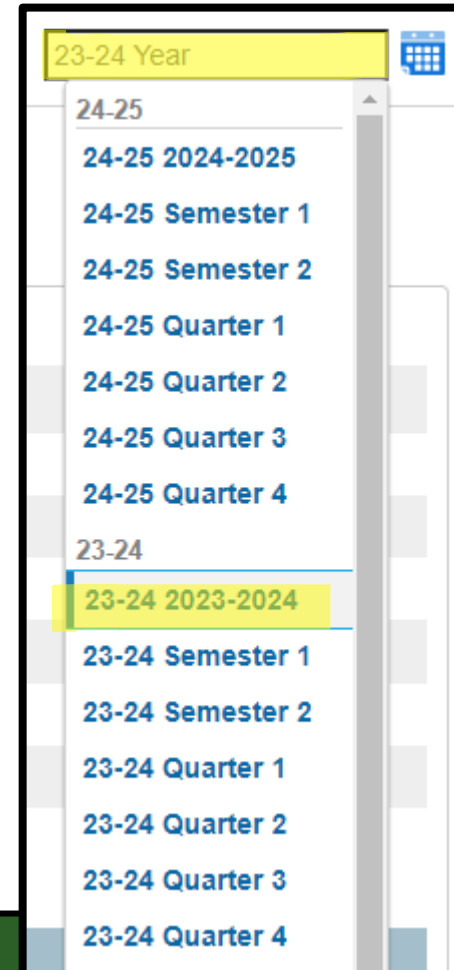 23-24 Year
24-25
24-25 2024-2025
24-25 Semester 1
24-25 Semester 2
24-25 Quarter 1
24-25 Quarter 2
24-25 Quarter 3
24-25 Quarter 4
23-24
23-24 2023-2024
23-24 Semester 1
23-24 Semester 2
23-24 Quarter 1
23-24 Quarter 2
23-24 Quarter 3
23-24 Quarter 4